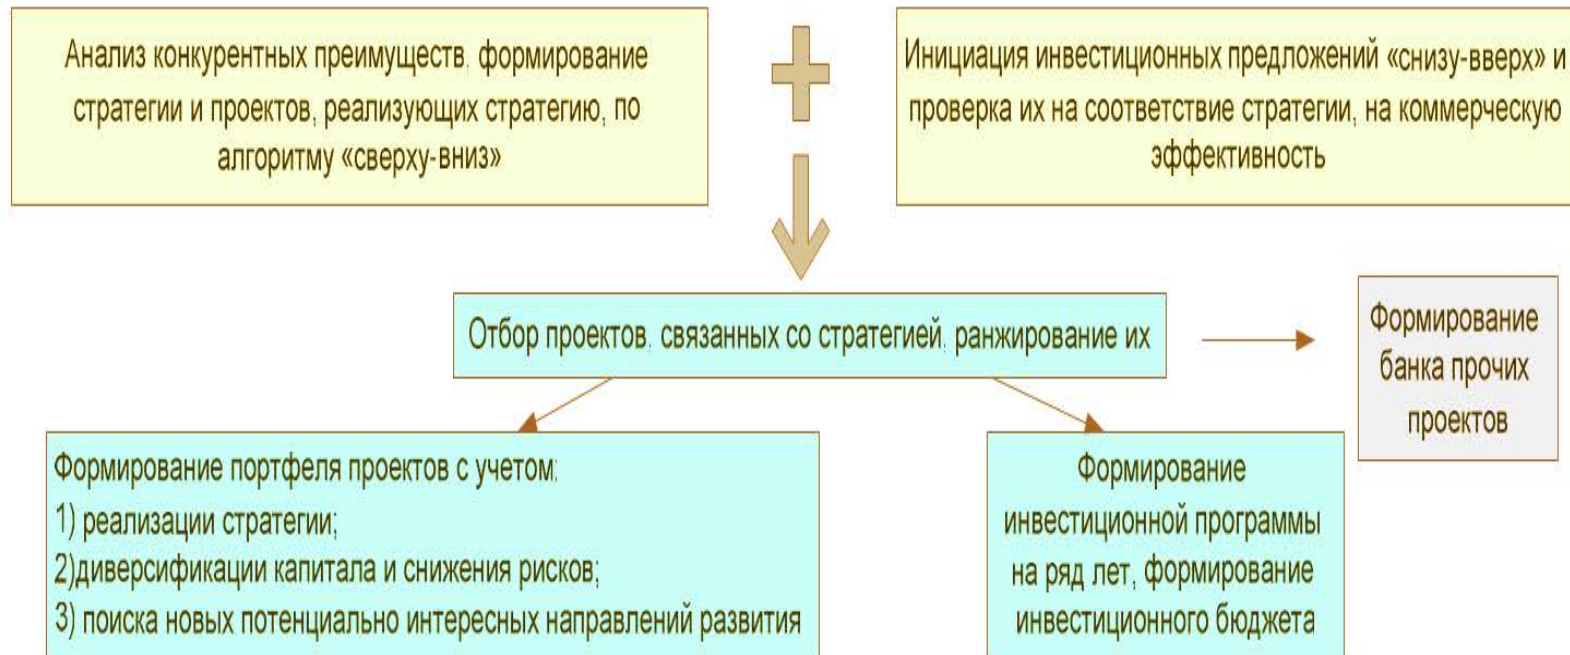 Анализ конкурентных преимуществ, формирование
стратегии и проектов, реализующих стратегию, по
алгоритму «сверху-вниз»
Инициация инвестиционных предложений «снизу-вверх» и
проверка их на соответствие стратегии, на коммерческую
эффективность
Отбор проектов, связанных со стратегией, ранжирование их
Формирование
банка прочих
проектов
Формирование портфеля проектов с учетом:
1) реализации стратегии;
2)диверсификации капитала и снижения рисков;
3) поиска новых потенциально интересных направлений развития
Формирование
инвестиционной программы
на ряд лет, формирование
инвестиционного бюджета